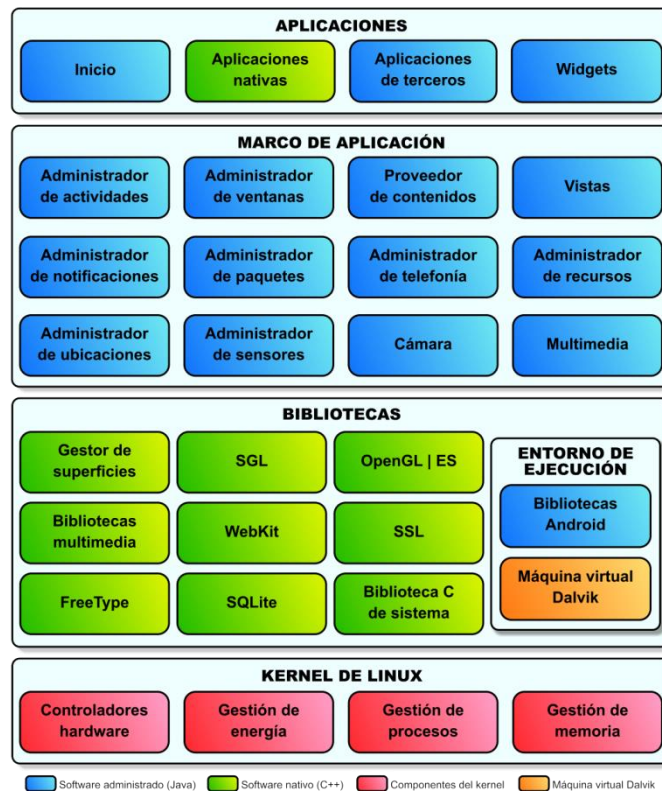 APLICACIONES
Inicio
Aplicaciones
nativas
Aplicaciones
de terceros
Widgets
MARCO DE APLICACIÓN
Administrador
de actividades
Administrador
de ventanas
Proveedor
de contenidos
Vistas
Administrador
de notificaciones
Administrador
de paquetes
Administrador
de telefonía
Administrador
de recursos
Administrador
de ubicaciones
Administrador
de sensores
Cámara
Multimedia
BIBLIOTECAS
Gestor de
superficies
SGL
OpenGL | ES
Bibliotecas
multimedia
WebKit
SSL
FreeType
SQLite
Biblioteca C
de sistema
ENTORNO DE
EJECUCIÓN
Bibliotecas
Android
Máquina virtual
Dalvik
KERNEL DE LINUX
Controladores
hardware
Gestión de
energía
Gestión de
procesos
Gestión de
memoria
Software administrado (Java)
Software nativo (C++)
Componentes del kernel
Máquina virtual Dalvik